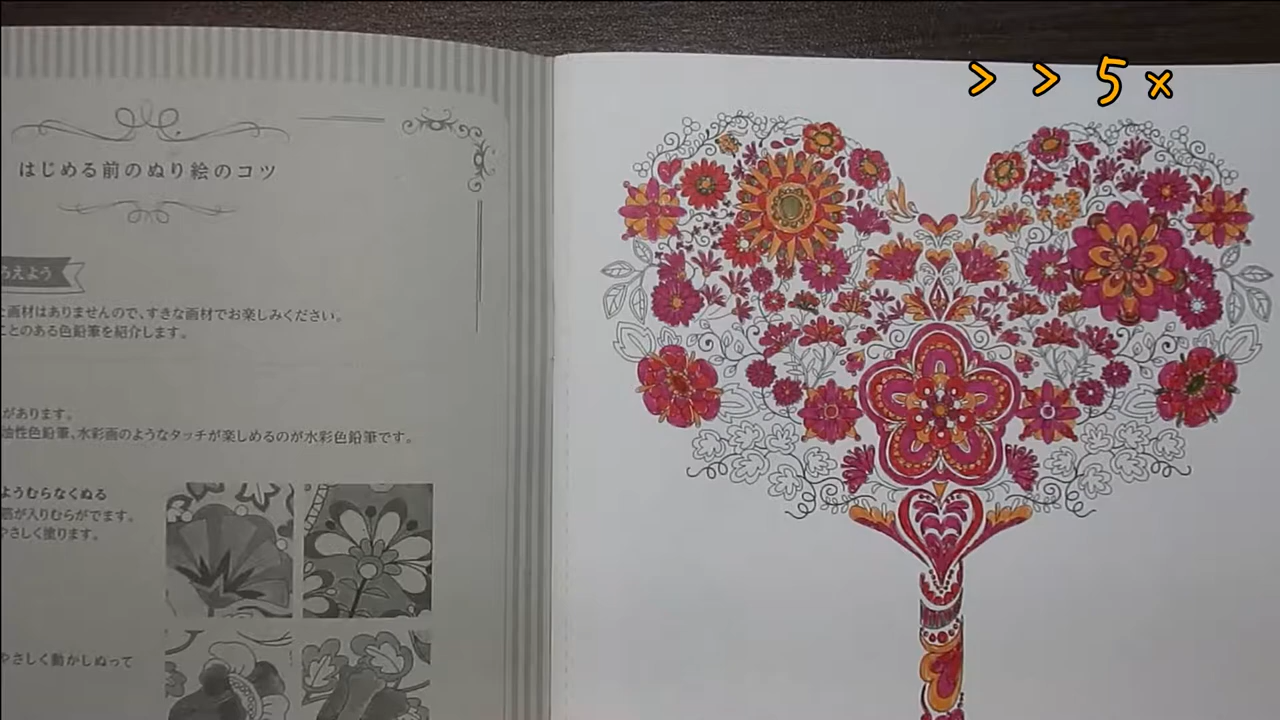 > > 5 x
はじめる前のぬり絵のコツ
ろえよう
た画材はありませんので、すきな画材でお楽しみください。
ことのある色鉛筆を紹介します。
があります。
油性色鉛筆、水彩画のようなタッチが楽しめるのが水彩色鉛筆です。
ようむらなくぬる
筋が入りむらがでます。
やさしく塗ります。
やさしく動かしぬって